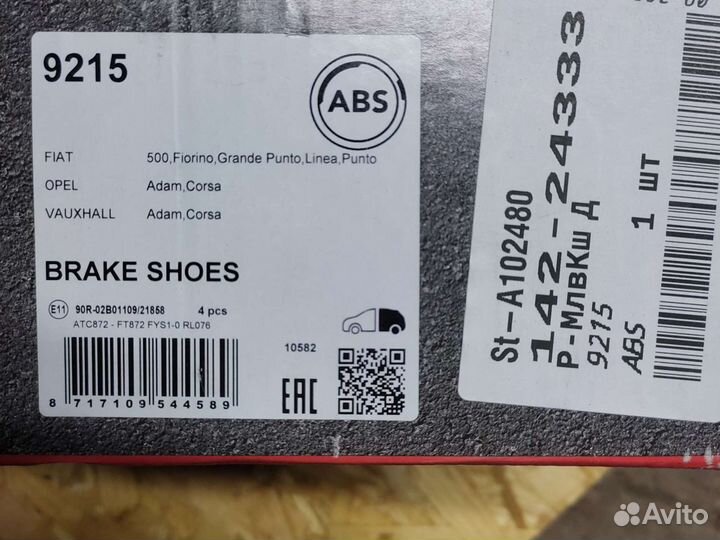 9215
ABS
FIAT 500,Fiorino,Grande Punto,Linea,Punto
OPEL Adam,Corsa
VAUXHALL Adam,Corsa
BRAKE SHOES
E11 90R-02B01109/21858 4 pcs
ATC872 - FT872 FYS1-0 RL076
10582
8 717109 544589
EAC
St-A102480
142-24333
Р-МлвКш Д
9215
ABS
1 шт
Avito